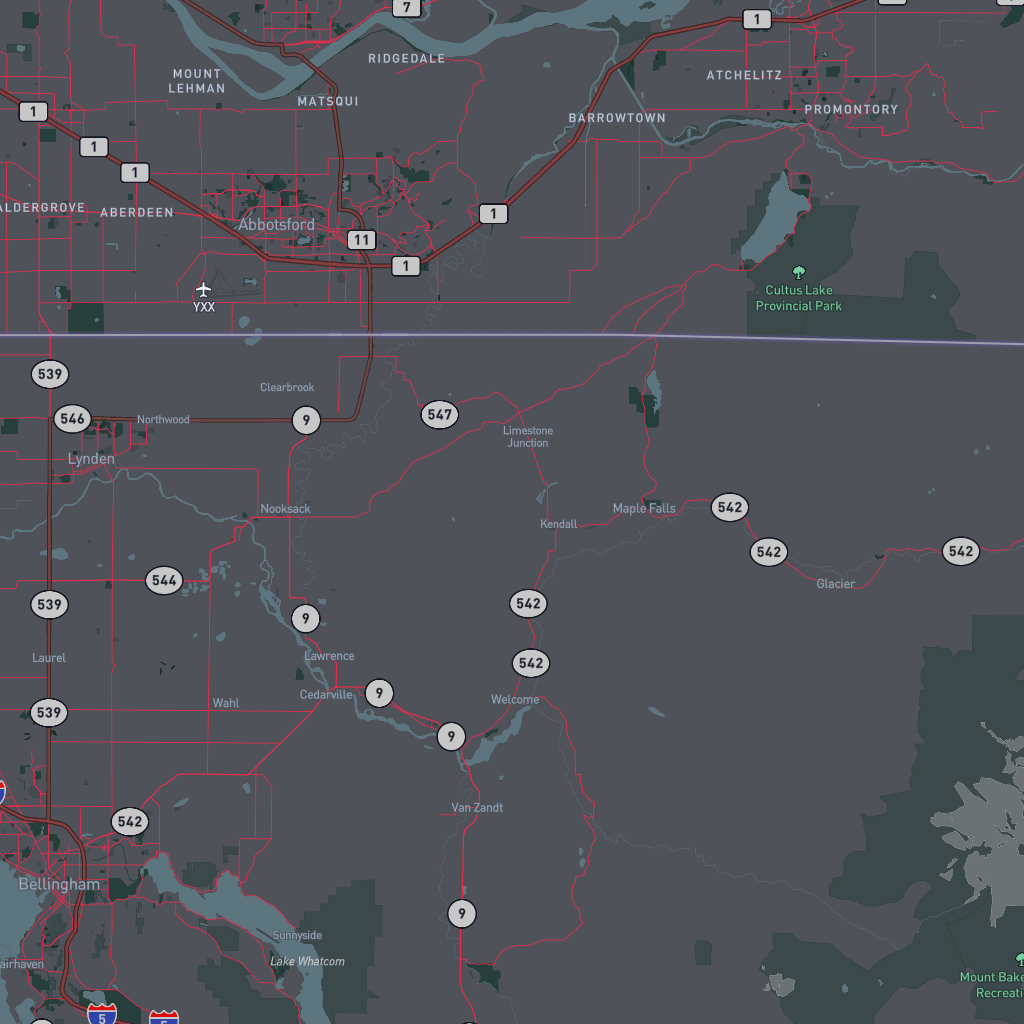 7
1
RIDGEDALE
MOUNT
LEHMAN
ATCHELITZ
MATSQUI
1
PROMONTORY
BARROWTOWN
1
1
ALDERGROVE
ABERDEEN
1
Abbotsford
11
1
Cultus Lake
Provincial Park
YXX
539
Clearbrook
546
Northwood
9
547
Limestone
Junction
Lynden
Nooksack
Maple Falls
542
Kendall
542
542
544
Glacier
539
542
9
Laurel
Lawrence
542
Cedarville
9
Welcome
Wahl
539
9
Van Zandt
542
Bellingham
9
Sunnyside
Lake Whatcom
airhaven
Mount Bake
Recreati
5
5